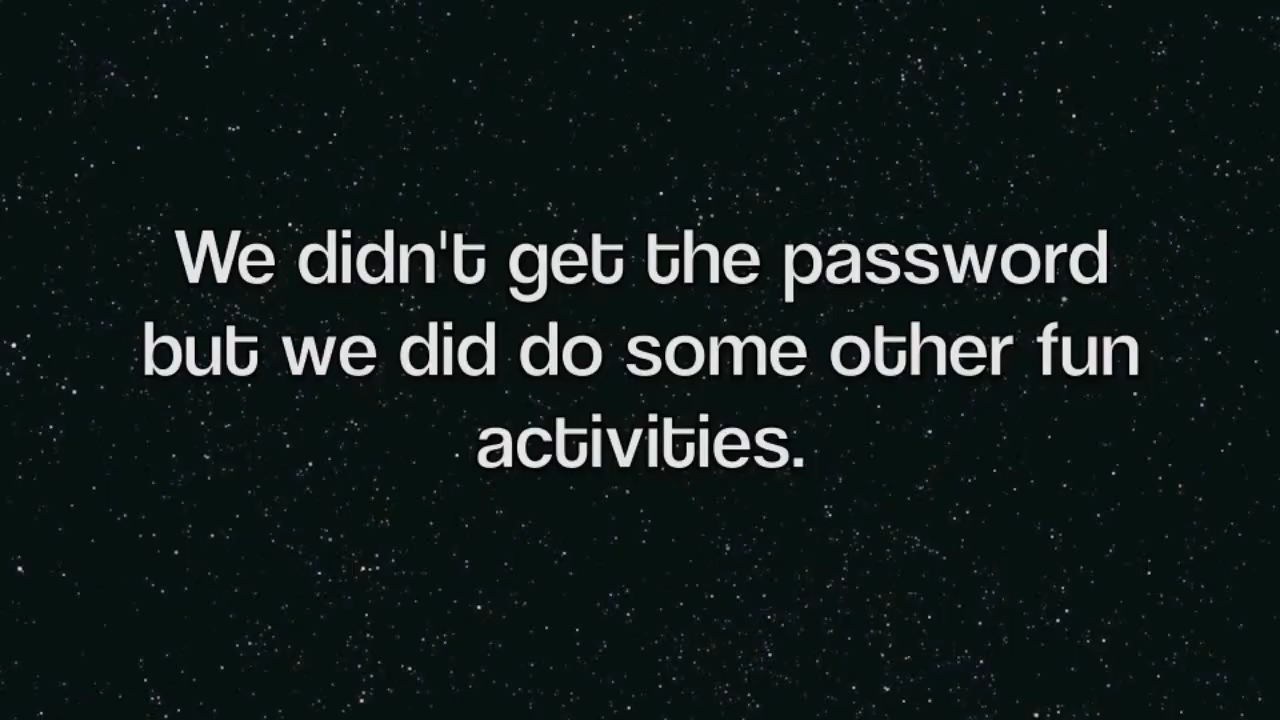 We didn't get the password
but we did do some other fun
activities.